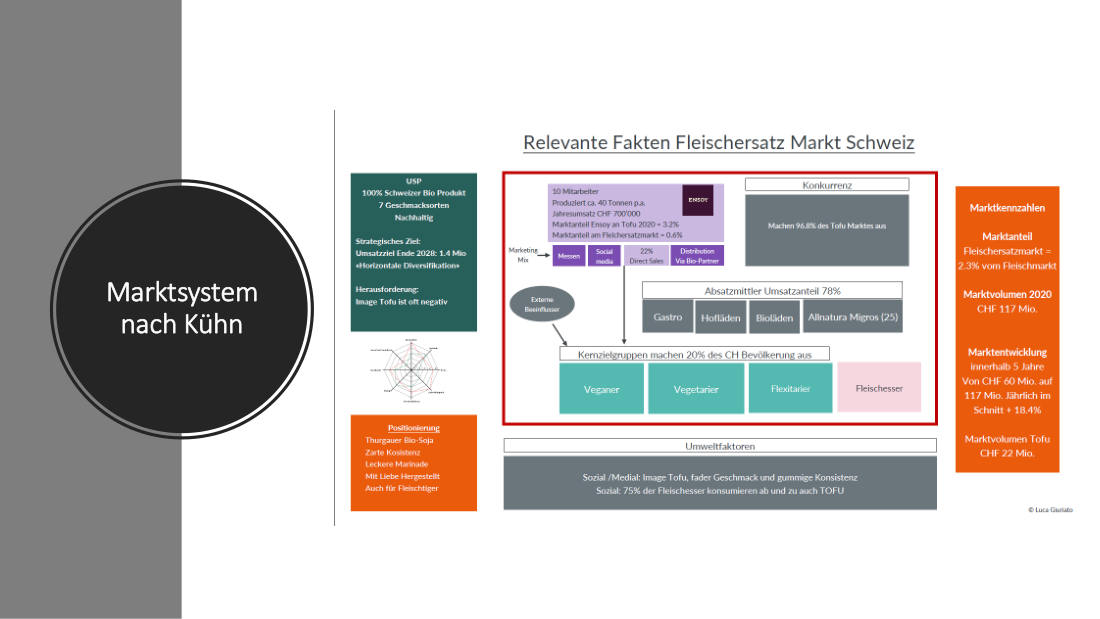 Marktsystem
nach Kühn
Relevante Fakten Fleischersatz Markt Schweiz
USP
100% Schweizer Bio Produkt
7 Geschmacksorten
Nachhaltig
Strategisches Ziel:
Umsatzziel Ende 2028: 1.4 Mio
«Horizontale Diversifikation»
Herausforderung:
Image Tofu ist oft negativ
Positionierung
Thurgauer Bio-Soja
Zarte Kosistenz
Leckere Marinade
Mit Liebe Hergestellt
Auch für Fleischtiger
10 Mitarbeiter
Produziert ca. 40 Tonnen p.a.
Jahresumsatz CHF 700'000
Marktanteil Ensoy an Tofu 2020 = 3.2%
Marktanteil am Fleichersatzmarkt = 0.6%
ENSOY
Marketing
Mix
Messen
Social
media
22%
Direct Sales
Distribution
Via Bio-Partner
Konkurrenz
Machen 96.8% des Tofu Marktes aus
Externe
Beeinflusser
Absatzmittler Umsatzanteil 78%
Gastro
Hofläden
Bioläden
Allnatura Migros (25)
Kernzielgruppen machen 20% des CH Bevölkerung aus
Veganer
Vegetarier
Flexitarier
Fleischesser
Umweltfaktoren
Sozial /Medial: Image Tofu, fader Geschmack und gummige Konsistenz
Sozial: 75% der Fleischesser konsumieren ab und zu auch TOFU
Marktkennzahlen
Marktanteil
Fleischersatzmarkt =
2.3% vom Fleischmarkt
Marktvolumen 2020
CHF 117 Mio.
Marktentwicklung
innerhalb 5 Jahre
Von CHF 60 Mio. auf
117 Mio. Jährlich im
Schnitt + 18.4%
Marktvolumen Tofu
CHF 22 Mio.
© Luca Giuriato